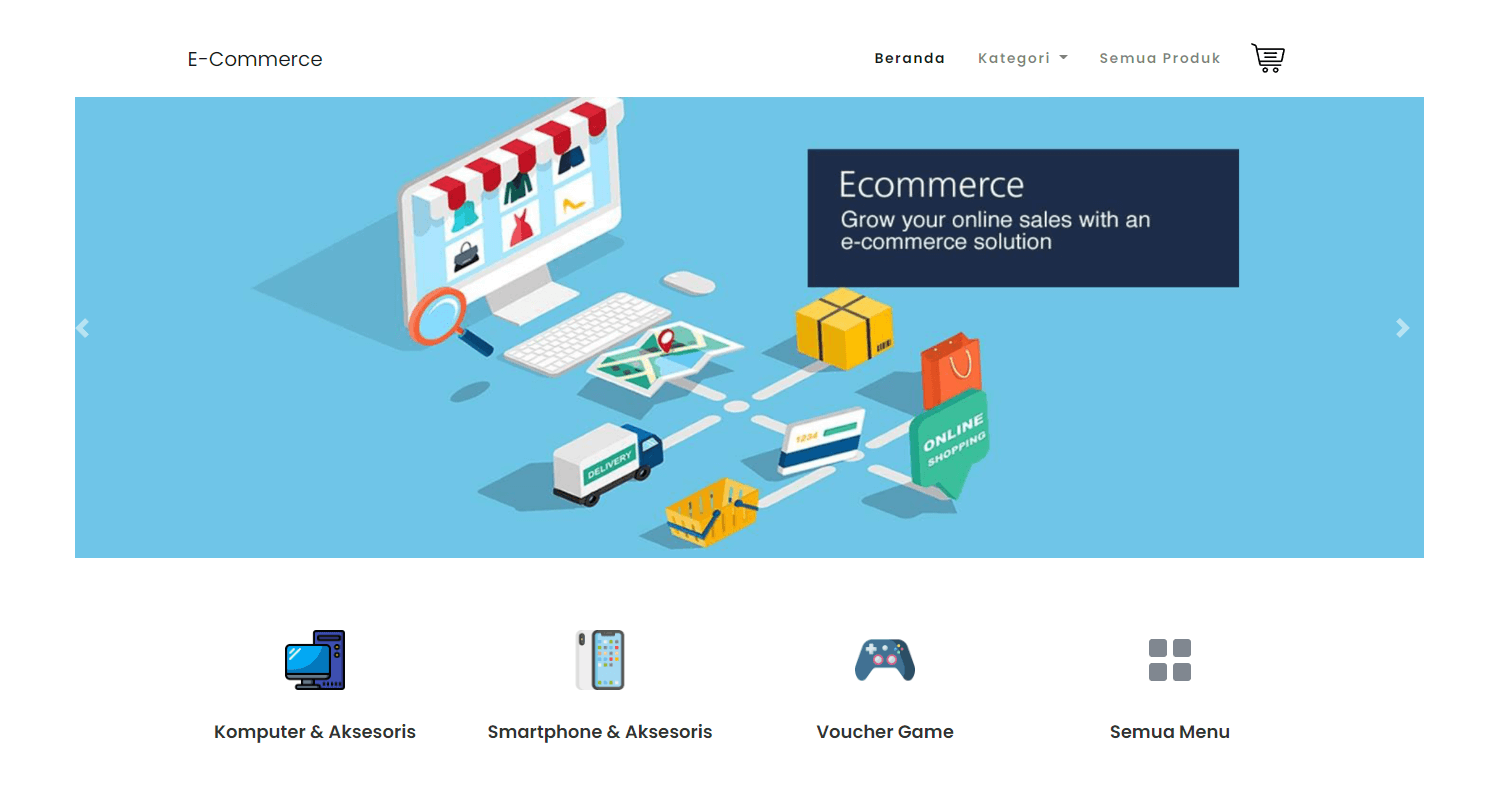 E-Commerce
Beranda Kategori Semua Produk
Ecommerce
Grow your online sales with an
e-commerce solution
1234
ONLINE
SHOPPING
DELIVERY
Komputer & Aksesoris Smartphone & Aksesoris Voucher Game Semua Menu